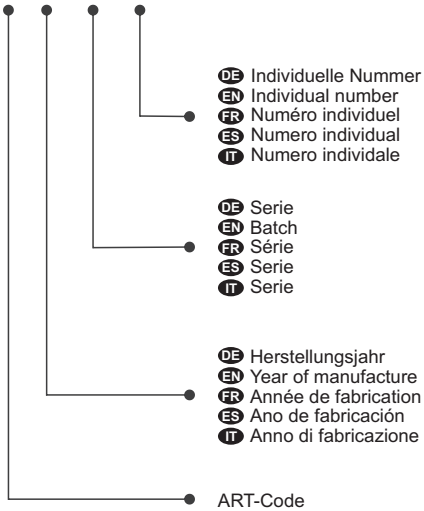 DE Individuelle Nummer
EN Individual number
FR Numéro individuel
ES Numero individual
IT Numero individale
DE Serie
EN Batch
FR Série
ES Serie
IT Serie
DE Herstellungsjahr
EN Year of manufacture
FR Année de fabrication
ES Ano de fabricación
IT Anno di fabricazione
ART-Code